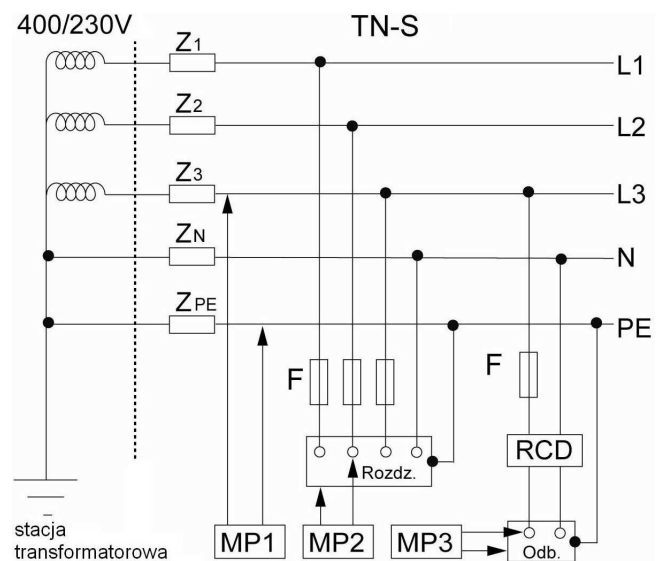 400/230V
TN-S
Z1
L1
Z2
L2
Z3
L3
ZN
N
ZPE
PE
F
F
RCD
Rozdz.
stacja
transformatorowa
MP1
MP2
MP3
Odb.